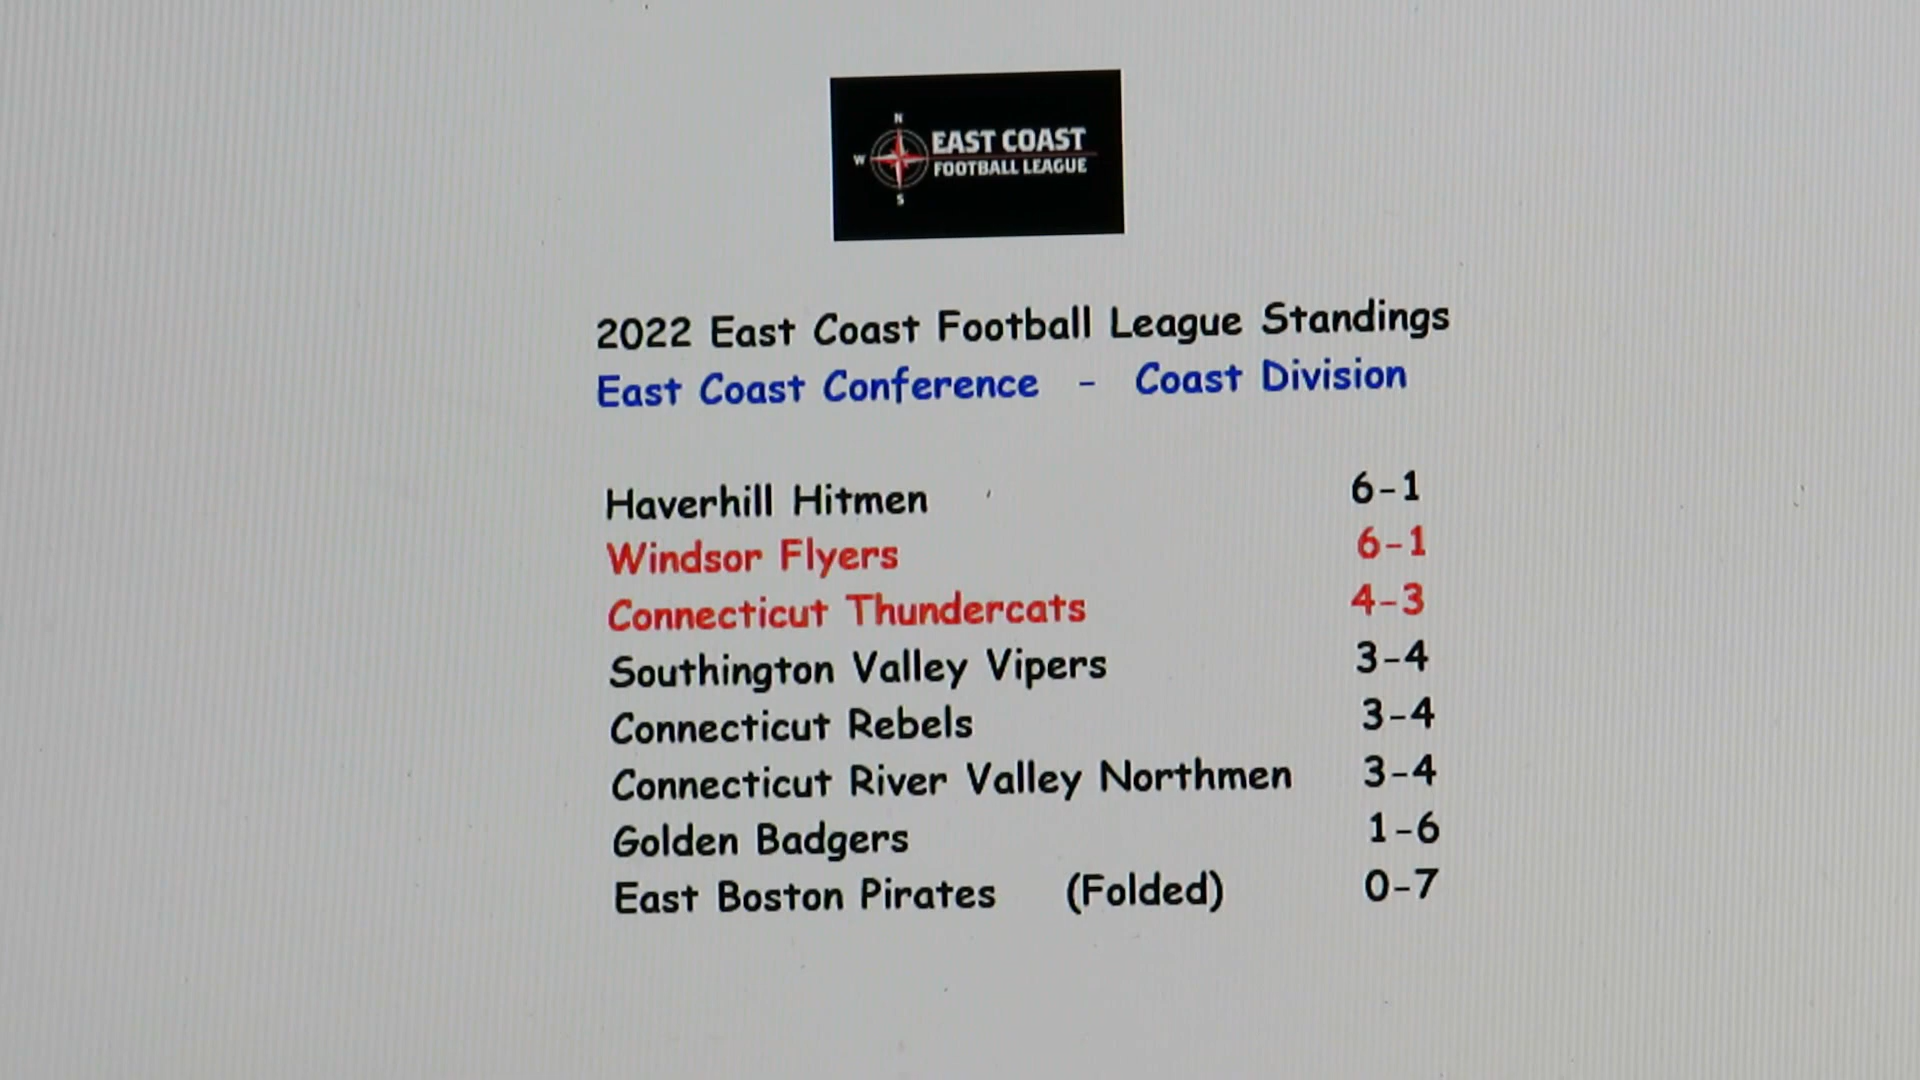 N
W
EAST COAST
FOOTBALL LEAGUE
S
2022 East Coast Football League Standings
East Coast Conference - Coast Division
Haverhill Hitmen 6-1
Windsor Flyers 6-1
Connecticut Thundercats 4-3
Southington Valley Vipers 3-4
Connecticut Rebels 3-4
Connecticut River Valley Northmen 3-4
Golden Badgers 1-6
East Boston Pirates (Folded) 0-7